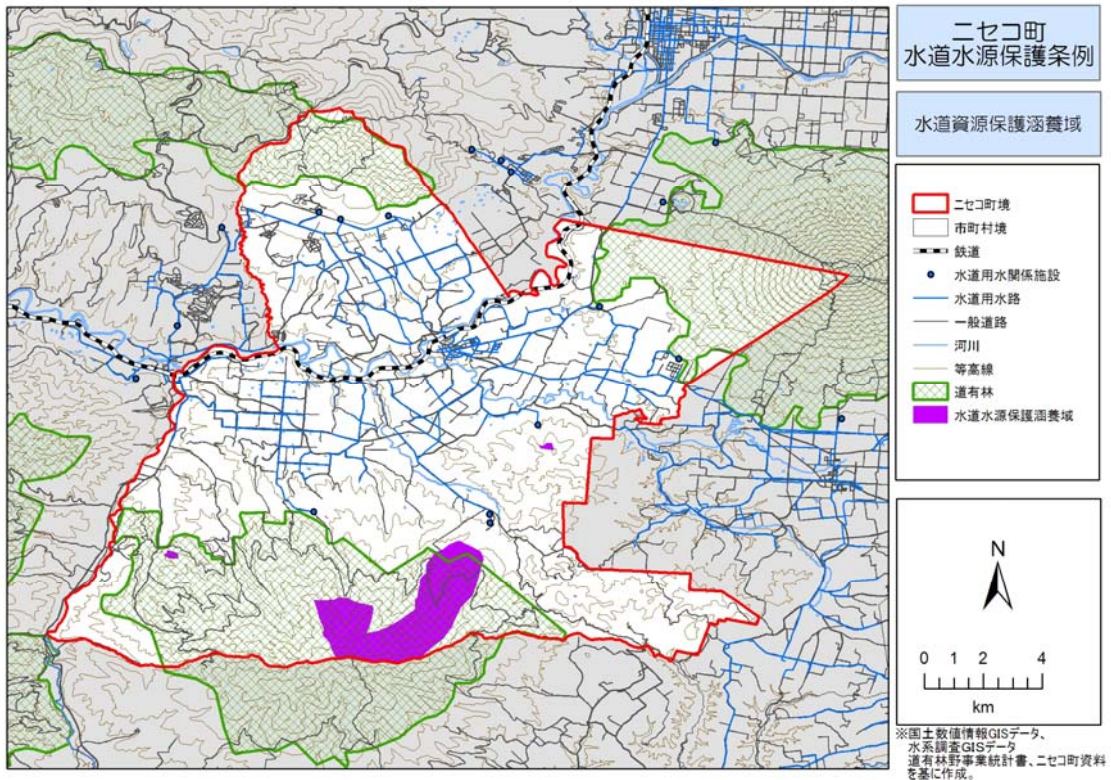 ニセコ町
水道水源保護条例
水道資源保護涵養域
ニセコ町境
市町村境
鉄道
水道用水関係施設
水道用水路
一般道路
河川
等高線
道有林
水道水源保護涵養域
N
0 1 2 4
km
※国土数値情報GISデータ、
水系調査GISデータ
道有林野事業統計書、ニセコ町資料
を基に作成。